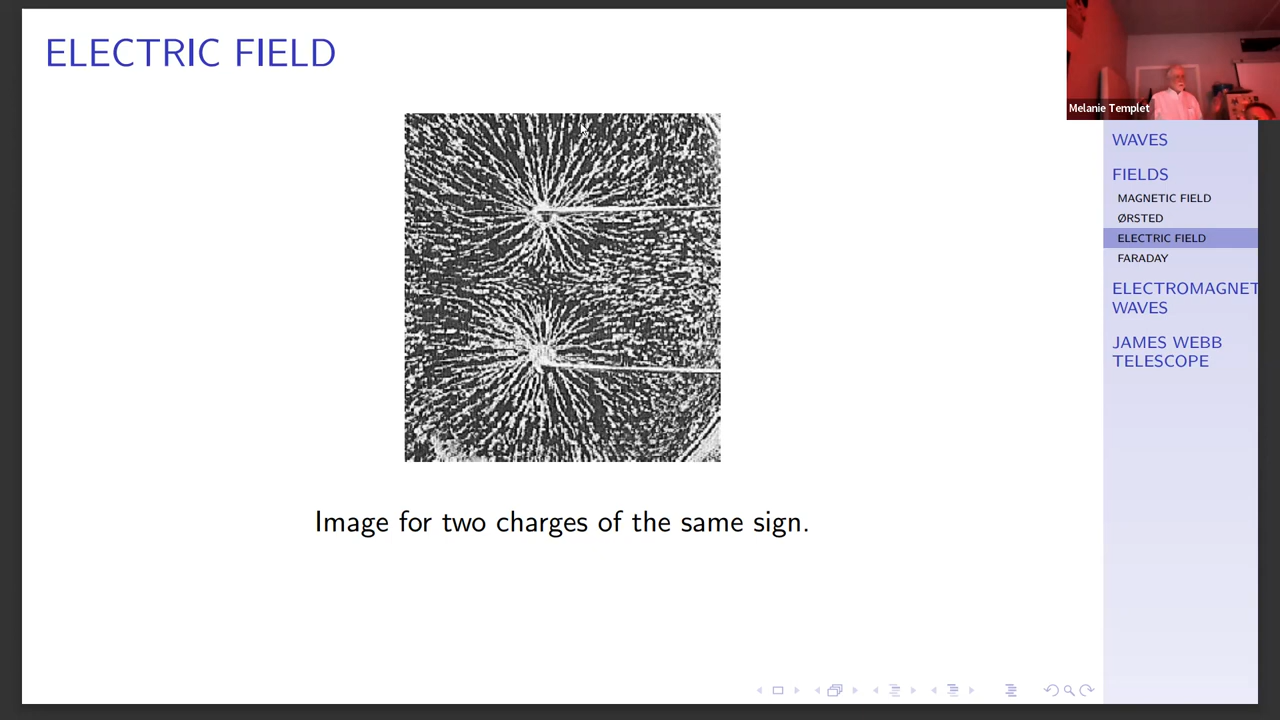 ELECTRIC FIELD
Image for two charges of the same sign.
Melanie Templet
WAVES
FIELDS
MAGNETIC FIELD
ØRSTED
ELECTRIC FIELD
FARADAY
ELECTROMAGNET
WAVES
JAMES WEBB
TELESCOPE